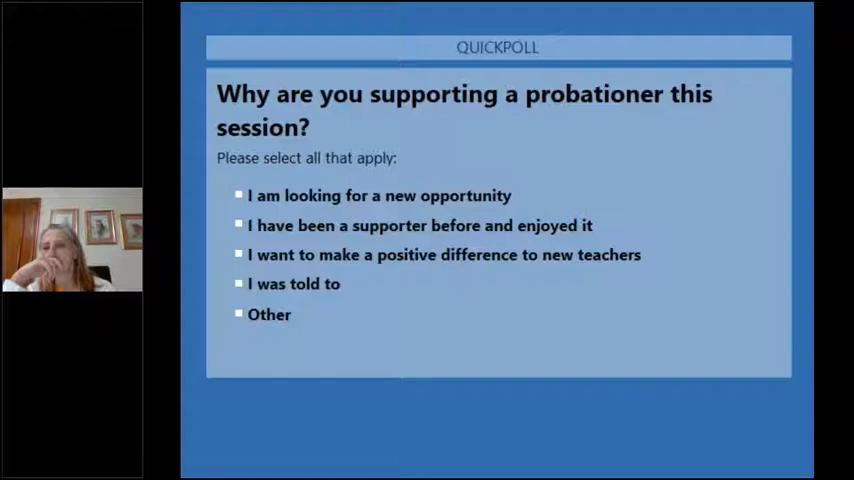 QUICKPOLL
Why are you supporting a probationer this
session?
Please select all that apply:
I am looking for a new opportunity
I have been a supporter before and enjoyed it
I want to make a positive difference to new teachers
I was told to
Other